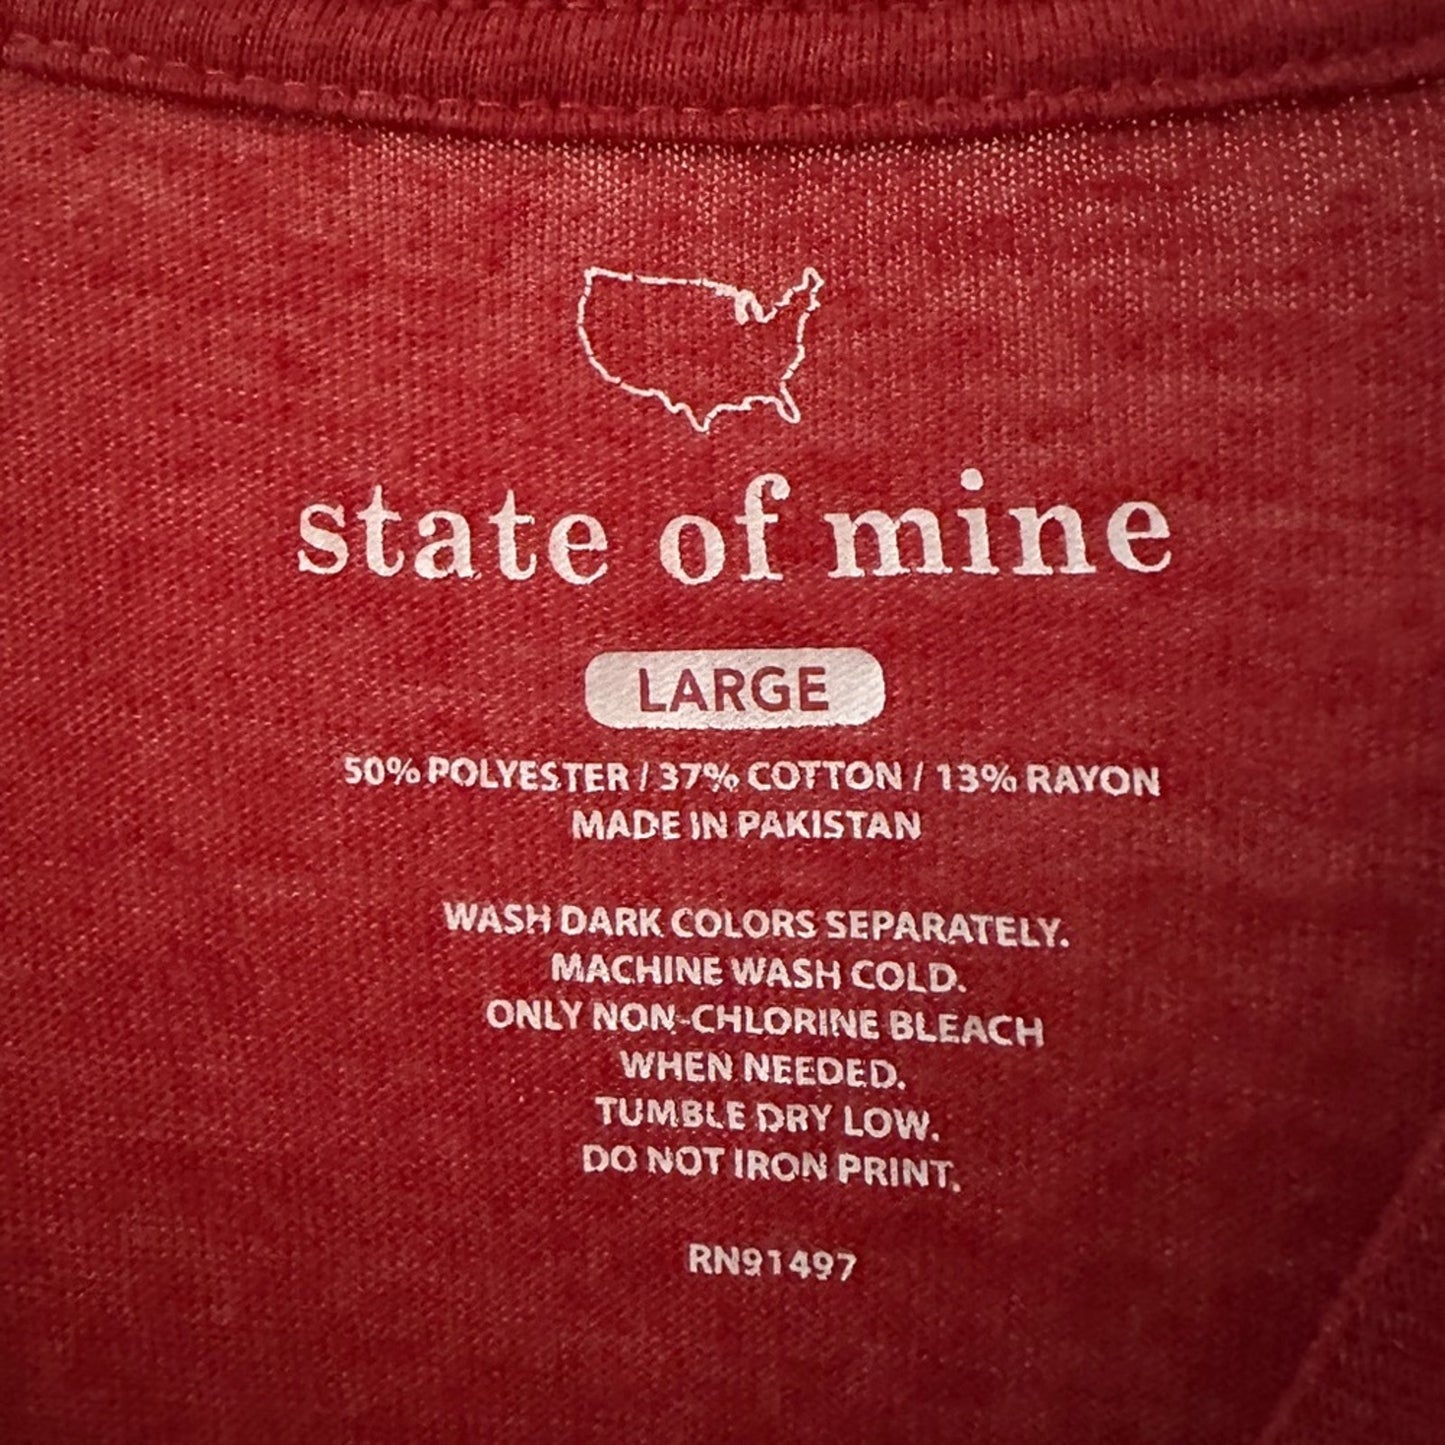 state of mine
LARGE
50% POLYESTER / 37% COTTON / 13% RAYON
MADE IN PAKISTAN
WASH DARK COLORS SEPARATELY.
MACHINE WASH COLD.
ONLY NON-CHLORINE BLEACH
WHEN NEEDED.
TUMBLE DRY LOW.
DO NOT IRON PRINT.
RN91497